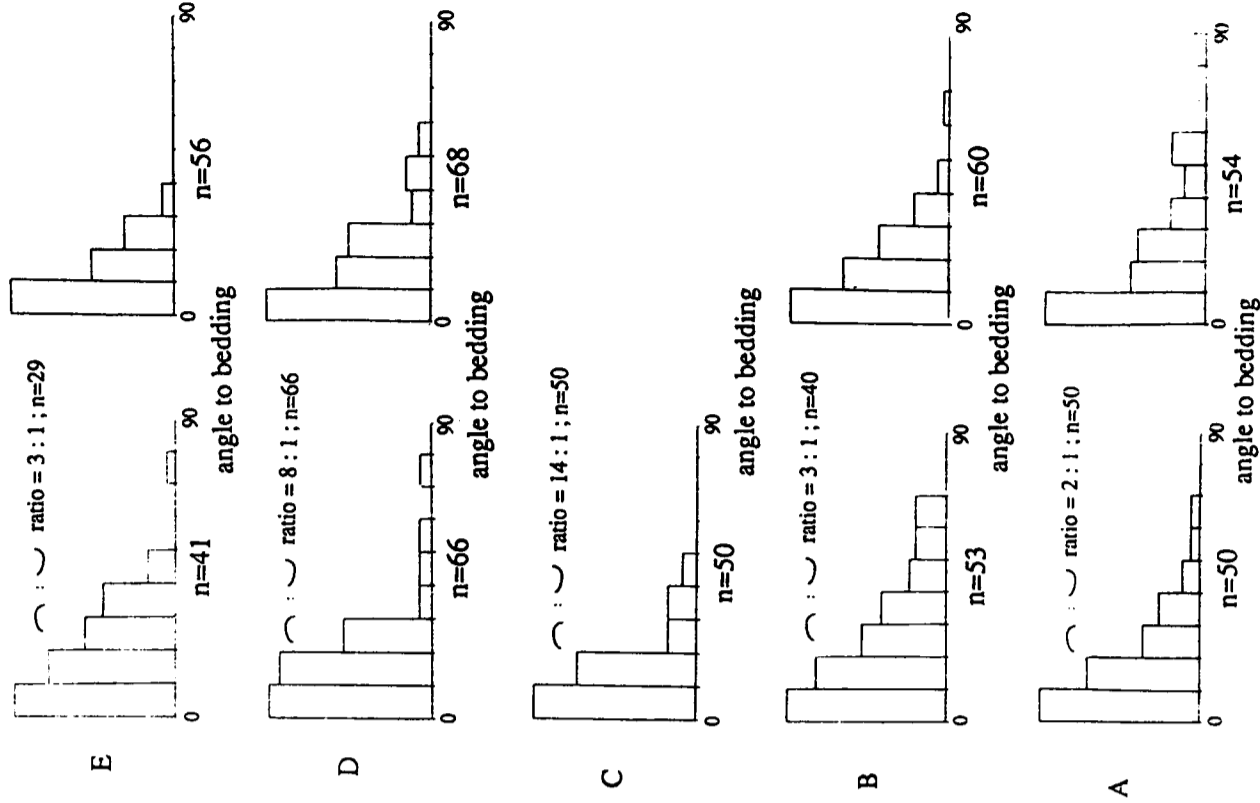 E
ratio = 3 : 1 ; n=29
0 90 0 90
n=41 n=56
angle to bedding
D
ratio = 8 : 1 ; n=66
0 90 0 90
n=66 n=68
angle to bedding
C
ratio = 14 : 1 ; n=50
0 90
n=50
angle to bedding
B
ratio = 3 : 1 ; n=40
0 90 0 90
n=53 n=60
angle to bedding
A
ratio = 2 : 1 ; n=50
0 90 0 90
n=50 n=54
angle to bedding